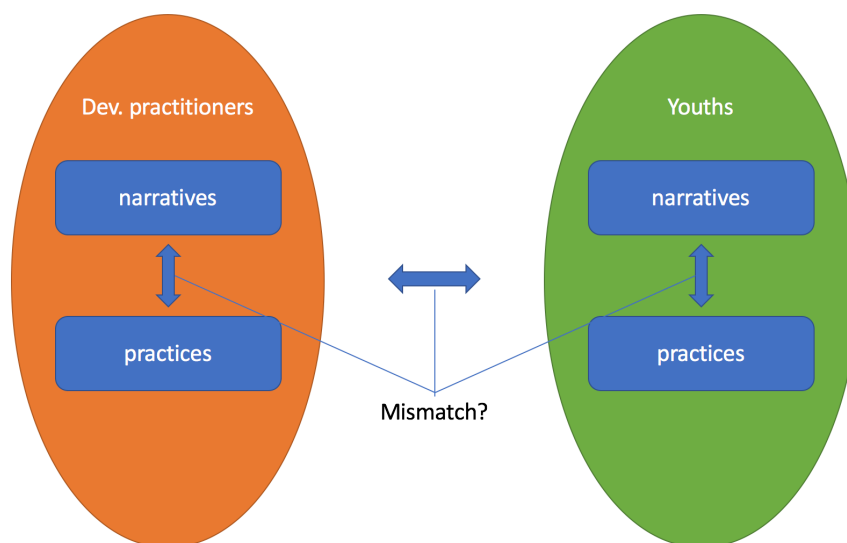 Dev. practitioners
narratives
practices
Youths
narratives
practices
Mismatch?